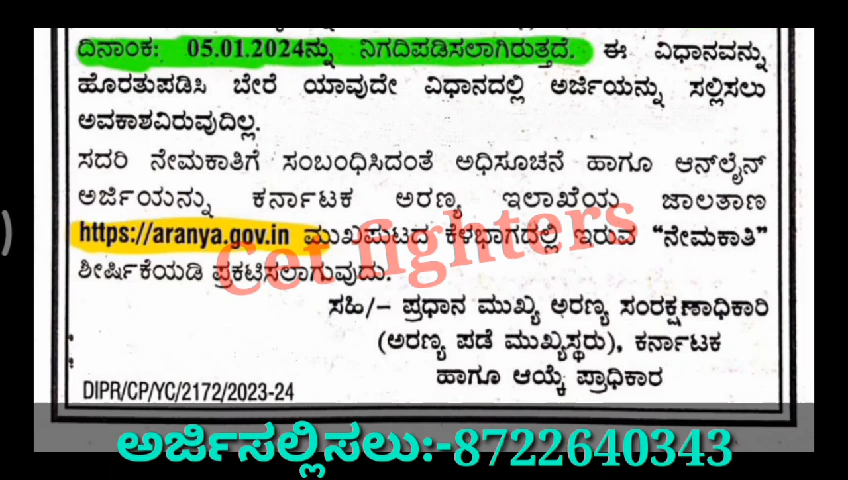 ದಿನಾಂಕ: 05.01.2024ನ್ನು ನಿಗದಿಪಡಿಸಲಾಗಿರುತ್ತದೆ. ಈ ವಿಧಾನವನ್ನು
ಹೊರತುಪಡಿಸಿ ಬೇರೆ ಯಾವುದೇ ವಿಧಾನದಲ್ಲಿ ಅರ್ಜಿಯನ್ನು ಸಲ್ಲಿಸಲು
ಅವಕಾಶವಿರುವುದಿಲ್ಲ.
ಸದರಿ ನೇಮಕಾತಿಗೆ ಸಂಬಂಧಿಸಿದಂತೆ ಅಧಿಸೂಚನೆ ಹಾಗೂ ಆನ್‌ಲೈನ್
ಅರ್ಜಿಯನ್ನು ಕರ್ನಾಟಕ ಅರಣ್ಯ ಇಲಾಖೆಯ ಜಾಲತಾಣ
https://aranya.gov.in ಮುಖಪುಟದ ಕೆಳಭಾಗದಲ್ಲಿ ಇರುವ “ನೇಮಕಾತಿ”
ಶೀರ್ಷಿಕೆಯಡಿ ಪ್ರಕಟಿಸಲಾಗುವುದು.
Cet fighters
ಸಹಿ/– ಪ್ರಧಾನ ಮುಖ್ಯ ಅರಣ್ಯ ಸಂರಕ್ಷಣಾಧಿಕಾರಿ
(ಅರಣ್ಯ ಪಡೆ ಮುಖ್ಯಸ್ಥರು), ಕರ್ನಾಟಕ
ಹಾಗೂ ಆಯ್ಕೆ ಪ್ರಾಧಿಕಾರ
DIPR/CP/YC/2172/2023-24
ಅರ್ಜಿಸಲ್ಲಿಸಲು:-8722640343